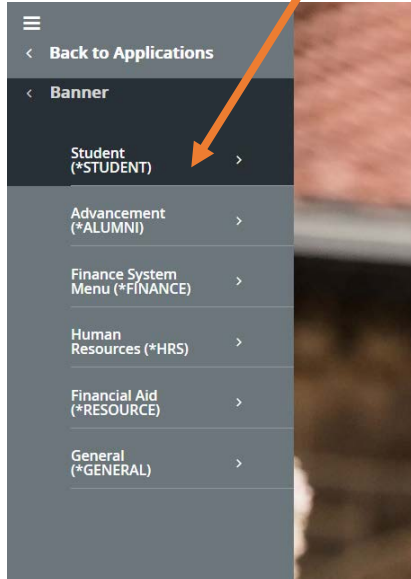 Back to Applications
Banner
Student
(*STUDENT)
Advancement
(*ALUMNI)
Finance System
Menu (*FINANCE)
Human
Resources (*HRS)
Financial Aid
(*RESOURCE)
General
(*GENERAL)